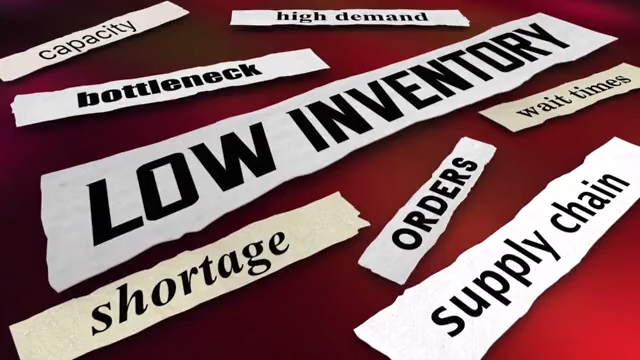 capacity
high demand
bottleneck
LOW INVENTORY
wait times
ORDERS
shortage
supply chain